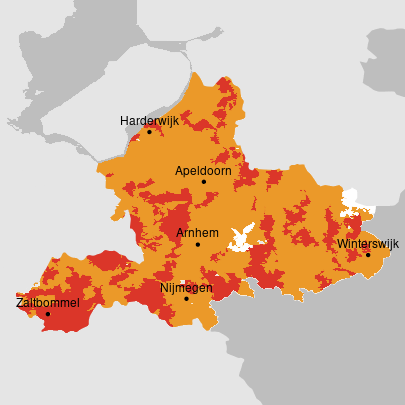 Harderwijk
Apeldoorn
Arnhem
Winterswijk
Nijmegen
Zaltbommel